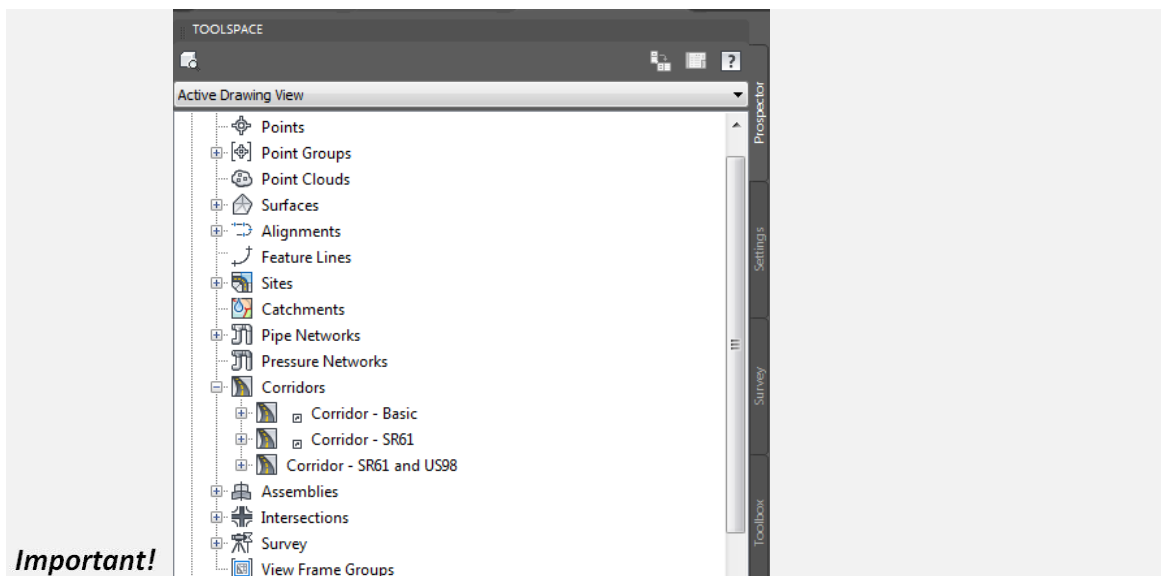 TOOLSPACE
?
Active Drawing View
Points
Point Groups
Point Clouds
Surfaces
Alignments
Feature Lines
Sites
Catchments
Pipe Networks
Pressure Networks
Corridors
Corridor - Basic
Corridor - SR61
Corridor - SR61 and US98
Assemblies
Intersections
Survey
View Frame Groups
Prospector
Settings
Survey
Toolbox
Important!